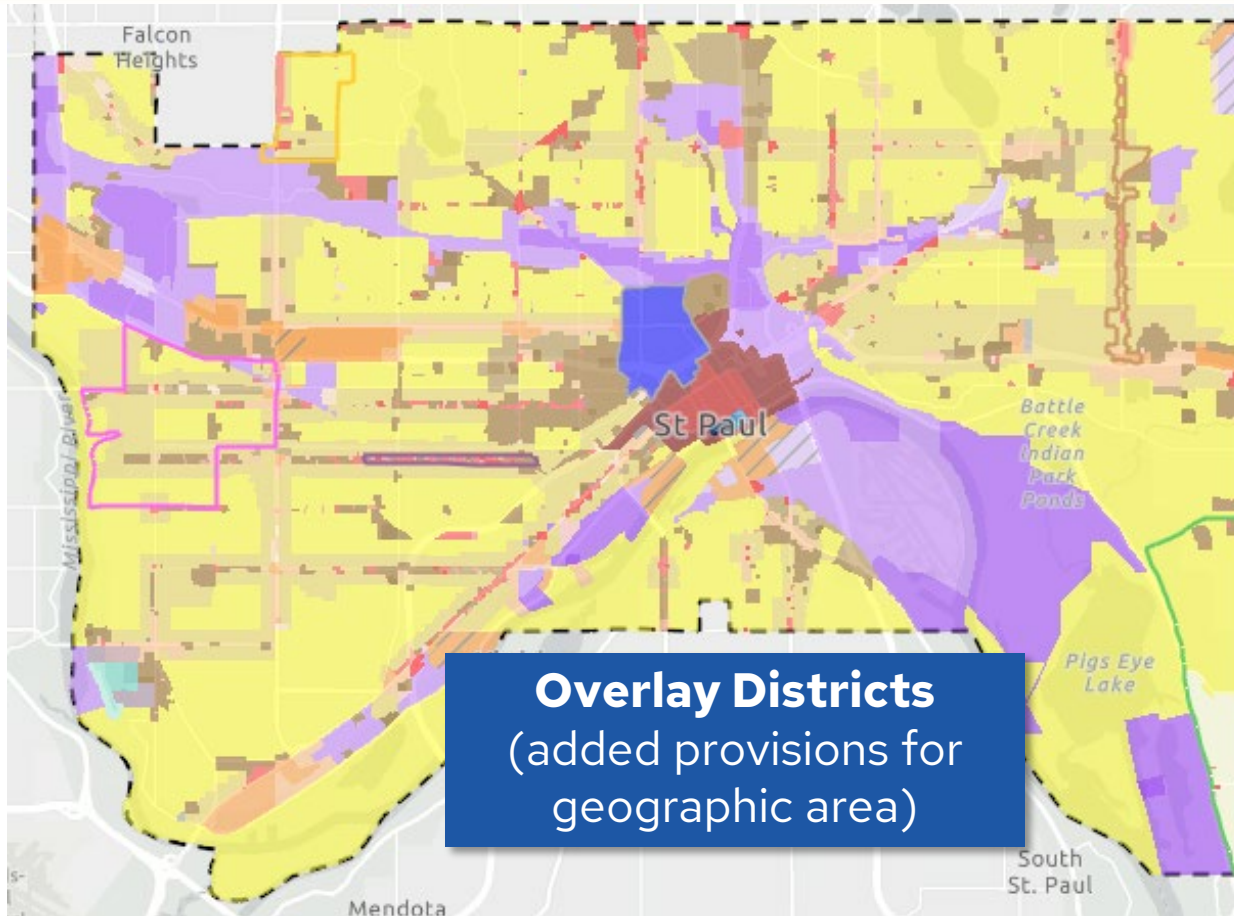 Falcon
Heights
Mississippi River
St Paul
Battle
Creek
Indian
Park
Ponds
Pigs Eye
Lake
Overlay Districts
(added provisions for
geographic area)
South
St. Paul
Mendota